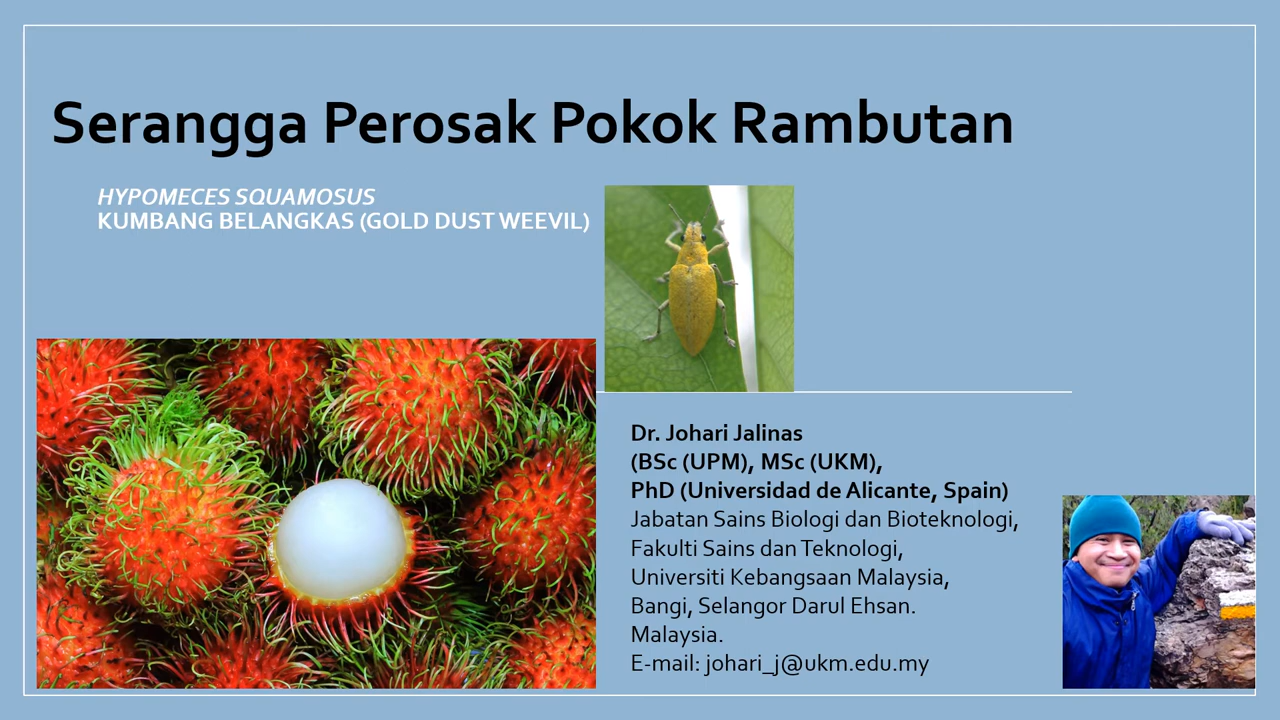 Serangga Perosak Pokok Rambutan
HYPOMECES SQUAMOSUS
KUMBANG BELANGKAS (GOLD DUST WEEVIL)
Dr. Johari Jalinas
(BSc (UPM), MSc (UKM),
PhD (Universidad de Alicante, Spain)
Jabatan Sains Biologi dan Bioteknologi,
Fakulti Sains dan Teknologi,
Universiti Kebangsaan Malaysia,
Bangi, Selangor Darul Ehsan.
Malaysia.
E-mail: johari_j@ukm.edu.my